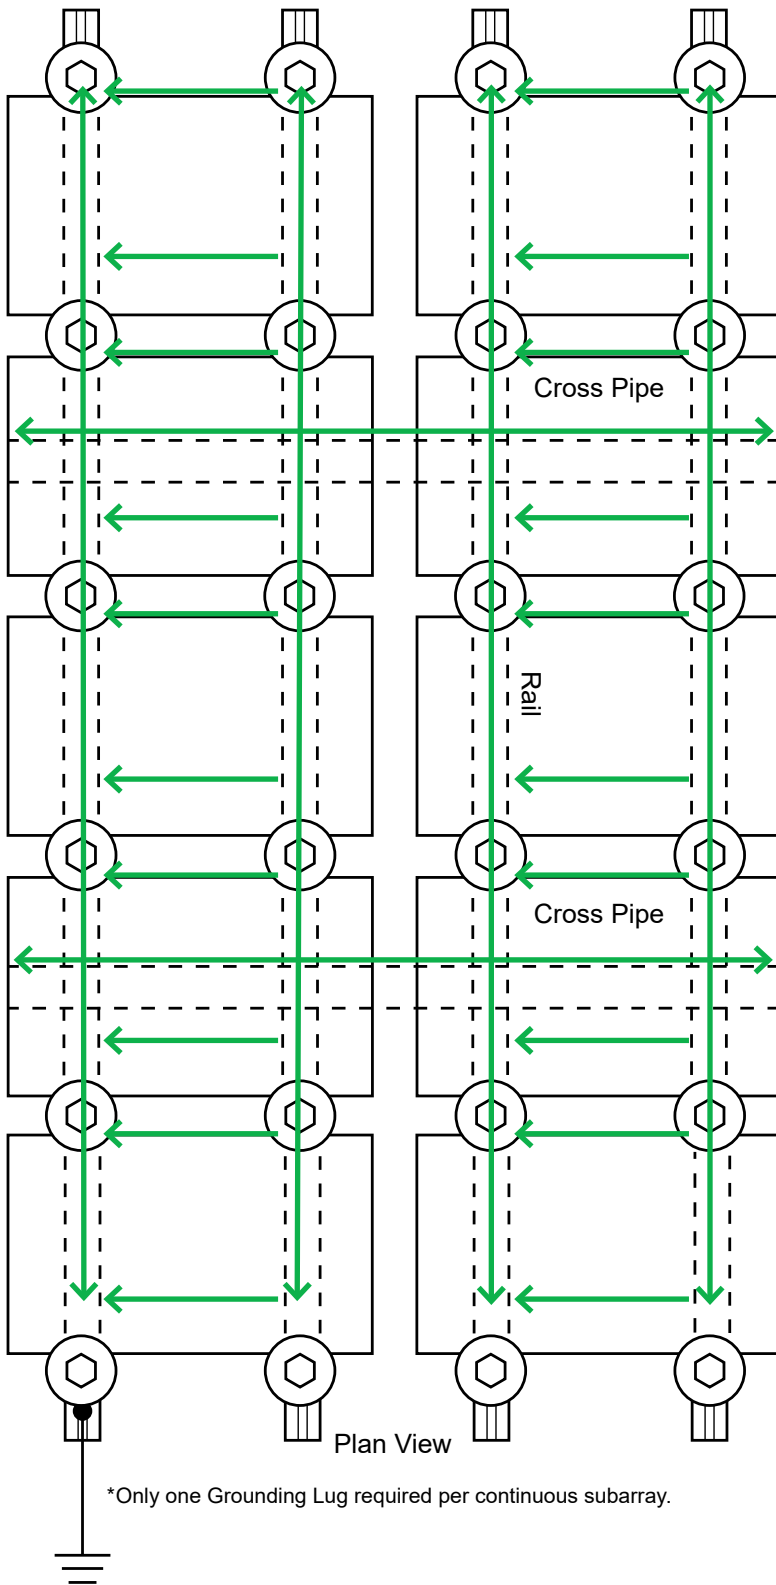 Cross Pipe
Rail
Cross Pipe
Plan View
*Only one Grounding Lug required per continuous subarray.